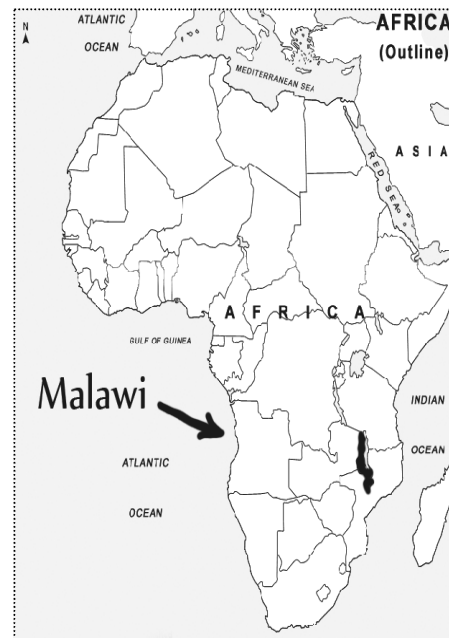 N
ATLANTIC
OCEAN
AFRICA
(Outline)
MEDITERRANEAN SEA
ASIA
RED SEA
AFRICA
GULF OF GUINEA
Malawi
INDIAN
OCEAN
ATLANTIC
OCEAN